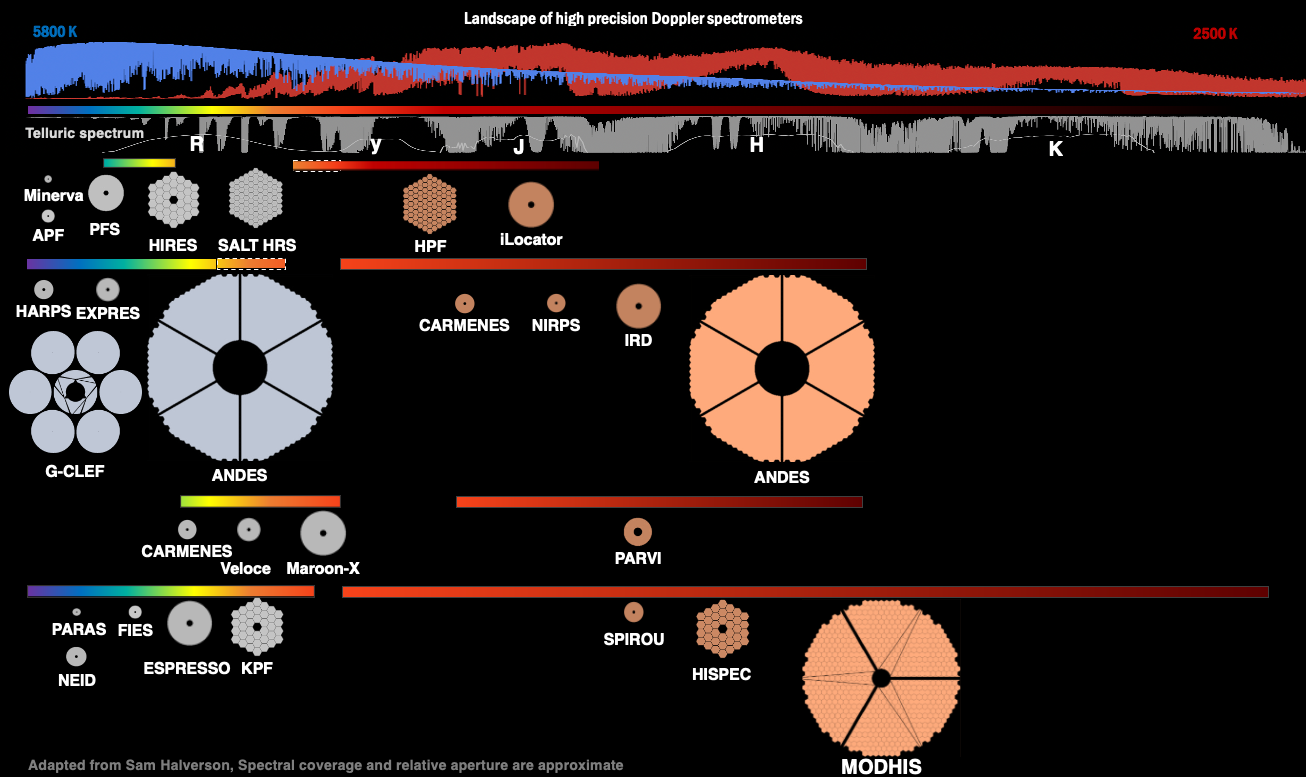 Landscape of high precision Doppler spectrometers
5800 K
2500 K
Telluric spectrum
R
y
J
H
K
Minerva
APF
PFS
HIRES
SALT HRS
HPF
iLocator
HARPS
EXPRES
CARMENES
NIRPS
IRD
G-CLEF
ANDES
ANDES
CARMENES
Veloce
Maroon-X
PARVI
PARAS
FIES
NEID
ESPRESSO
KPF
SPIROU
HISPEC
MODHIS
Adapted from Sam Halverson, Spectral coverage and relative aperture are approximate